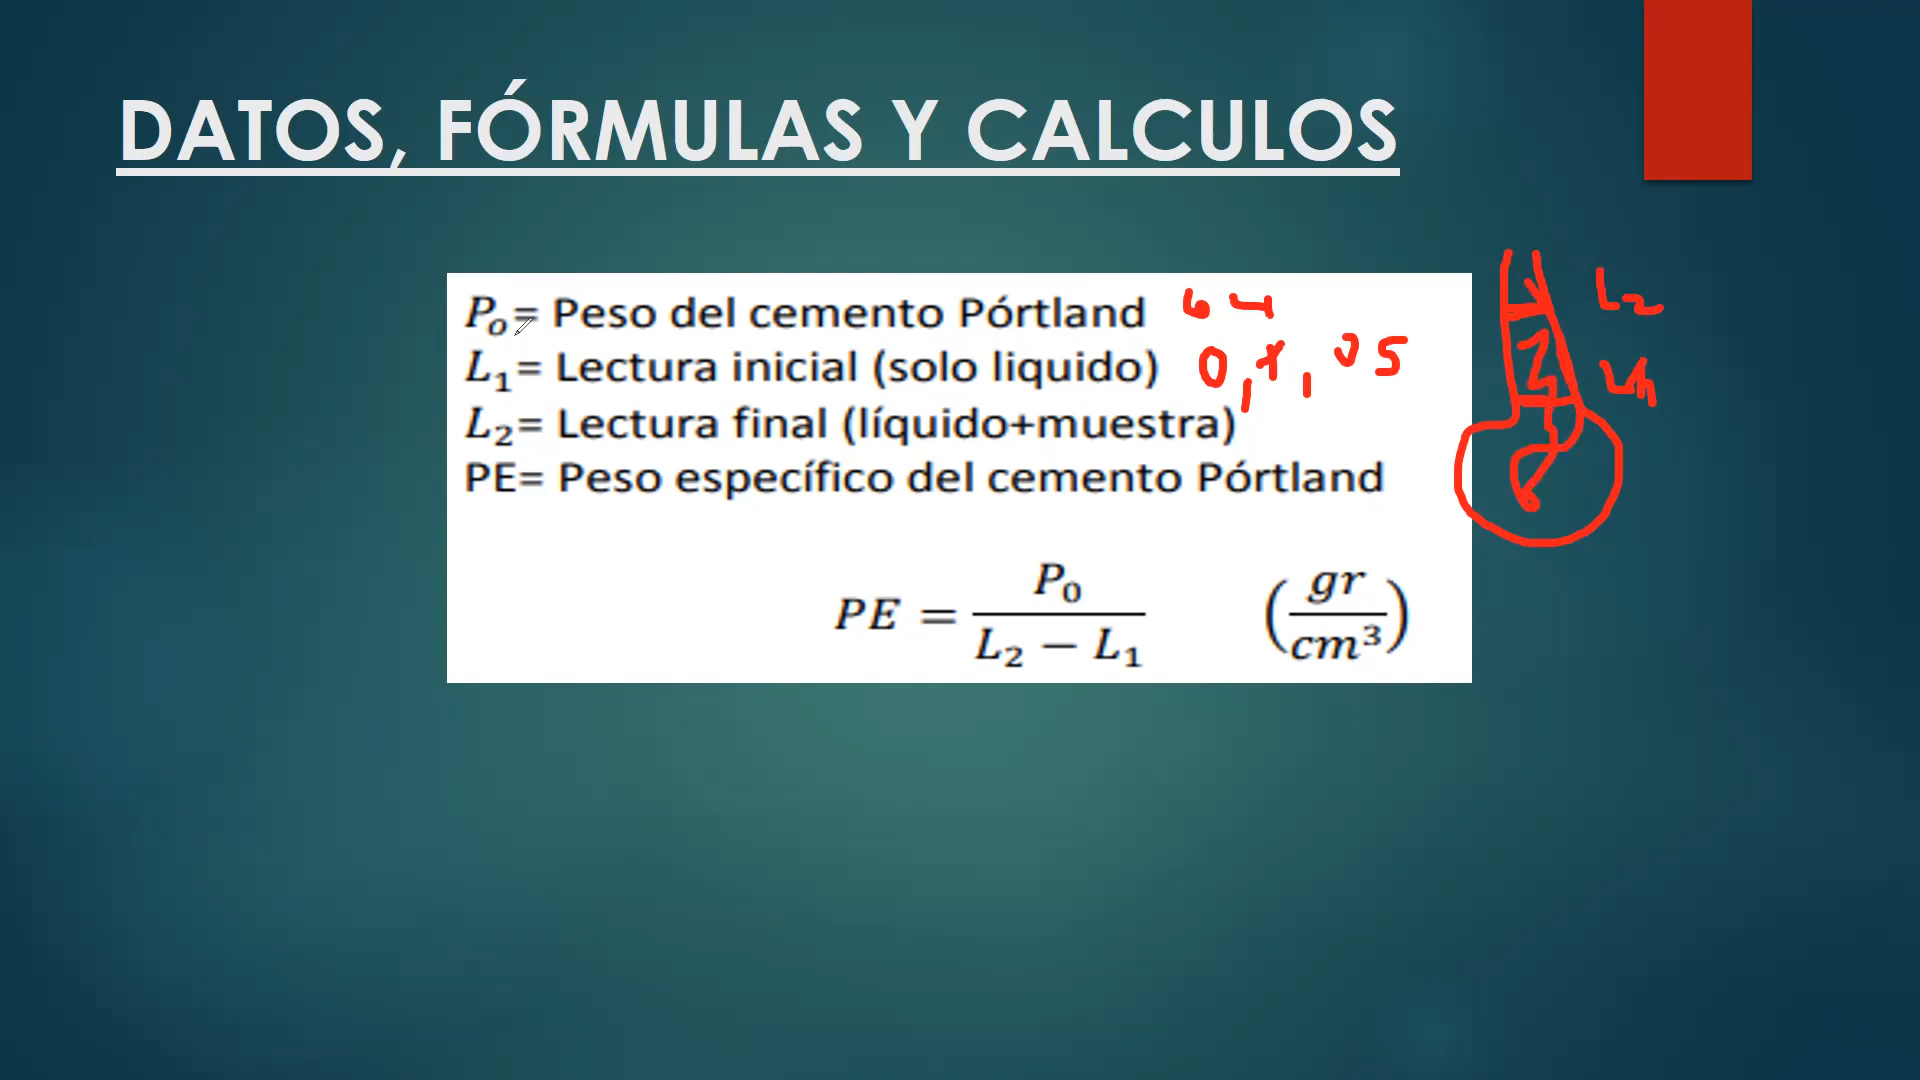 DATOS, FÓRMULAS Y CALCULOS
P₀= Peso del cemento Pórtland 64
L₁= Lectura inicial (solo liquido) 0,
L₂= Lectura final (líquido+muestra)
PE= Peso específico del cemento Pórtland
PE = P₀ / (L₂ − L₁) (gr/cm³)
L2